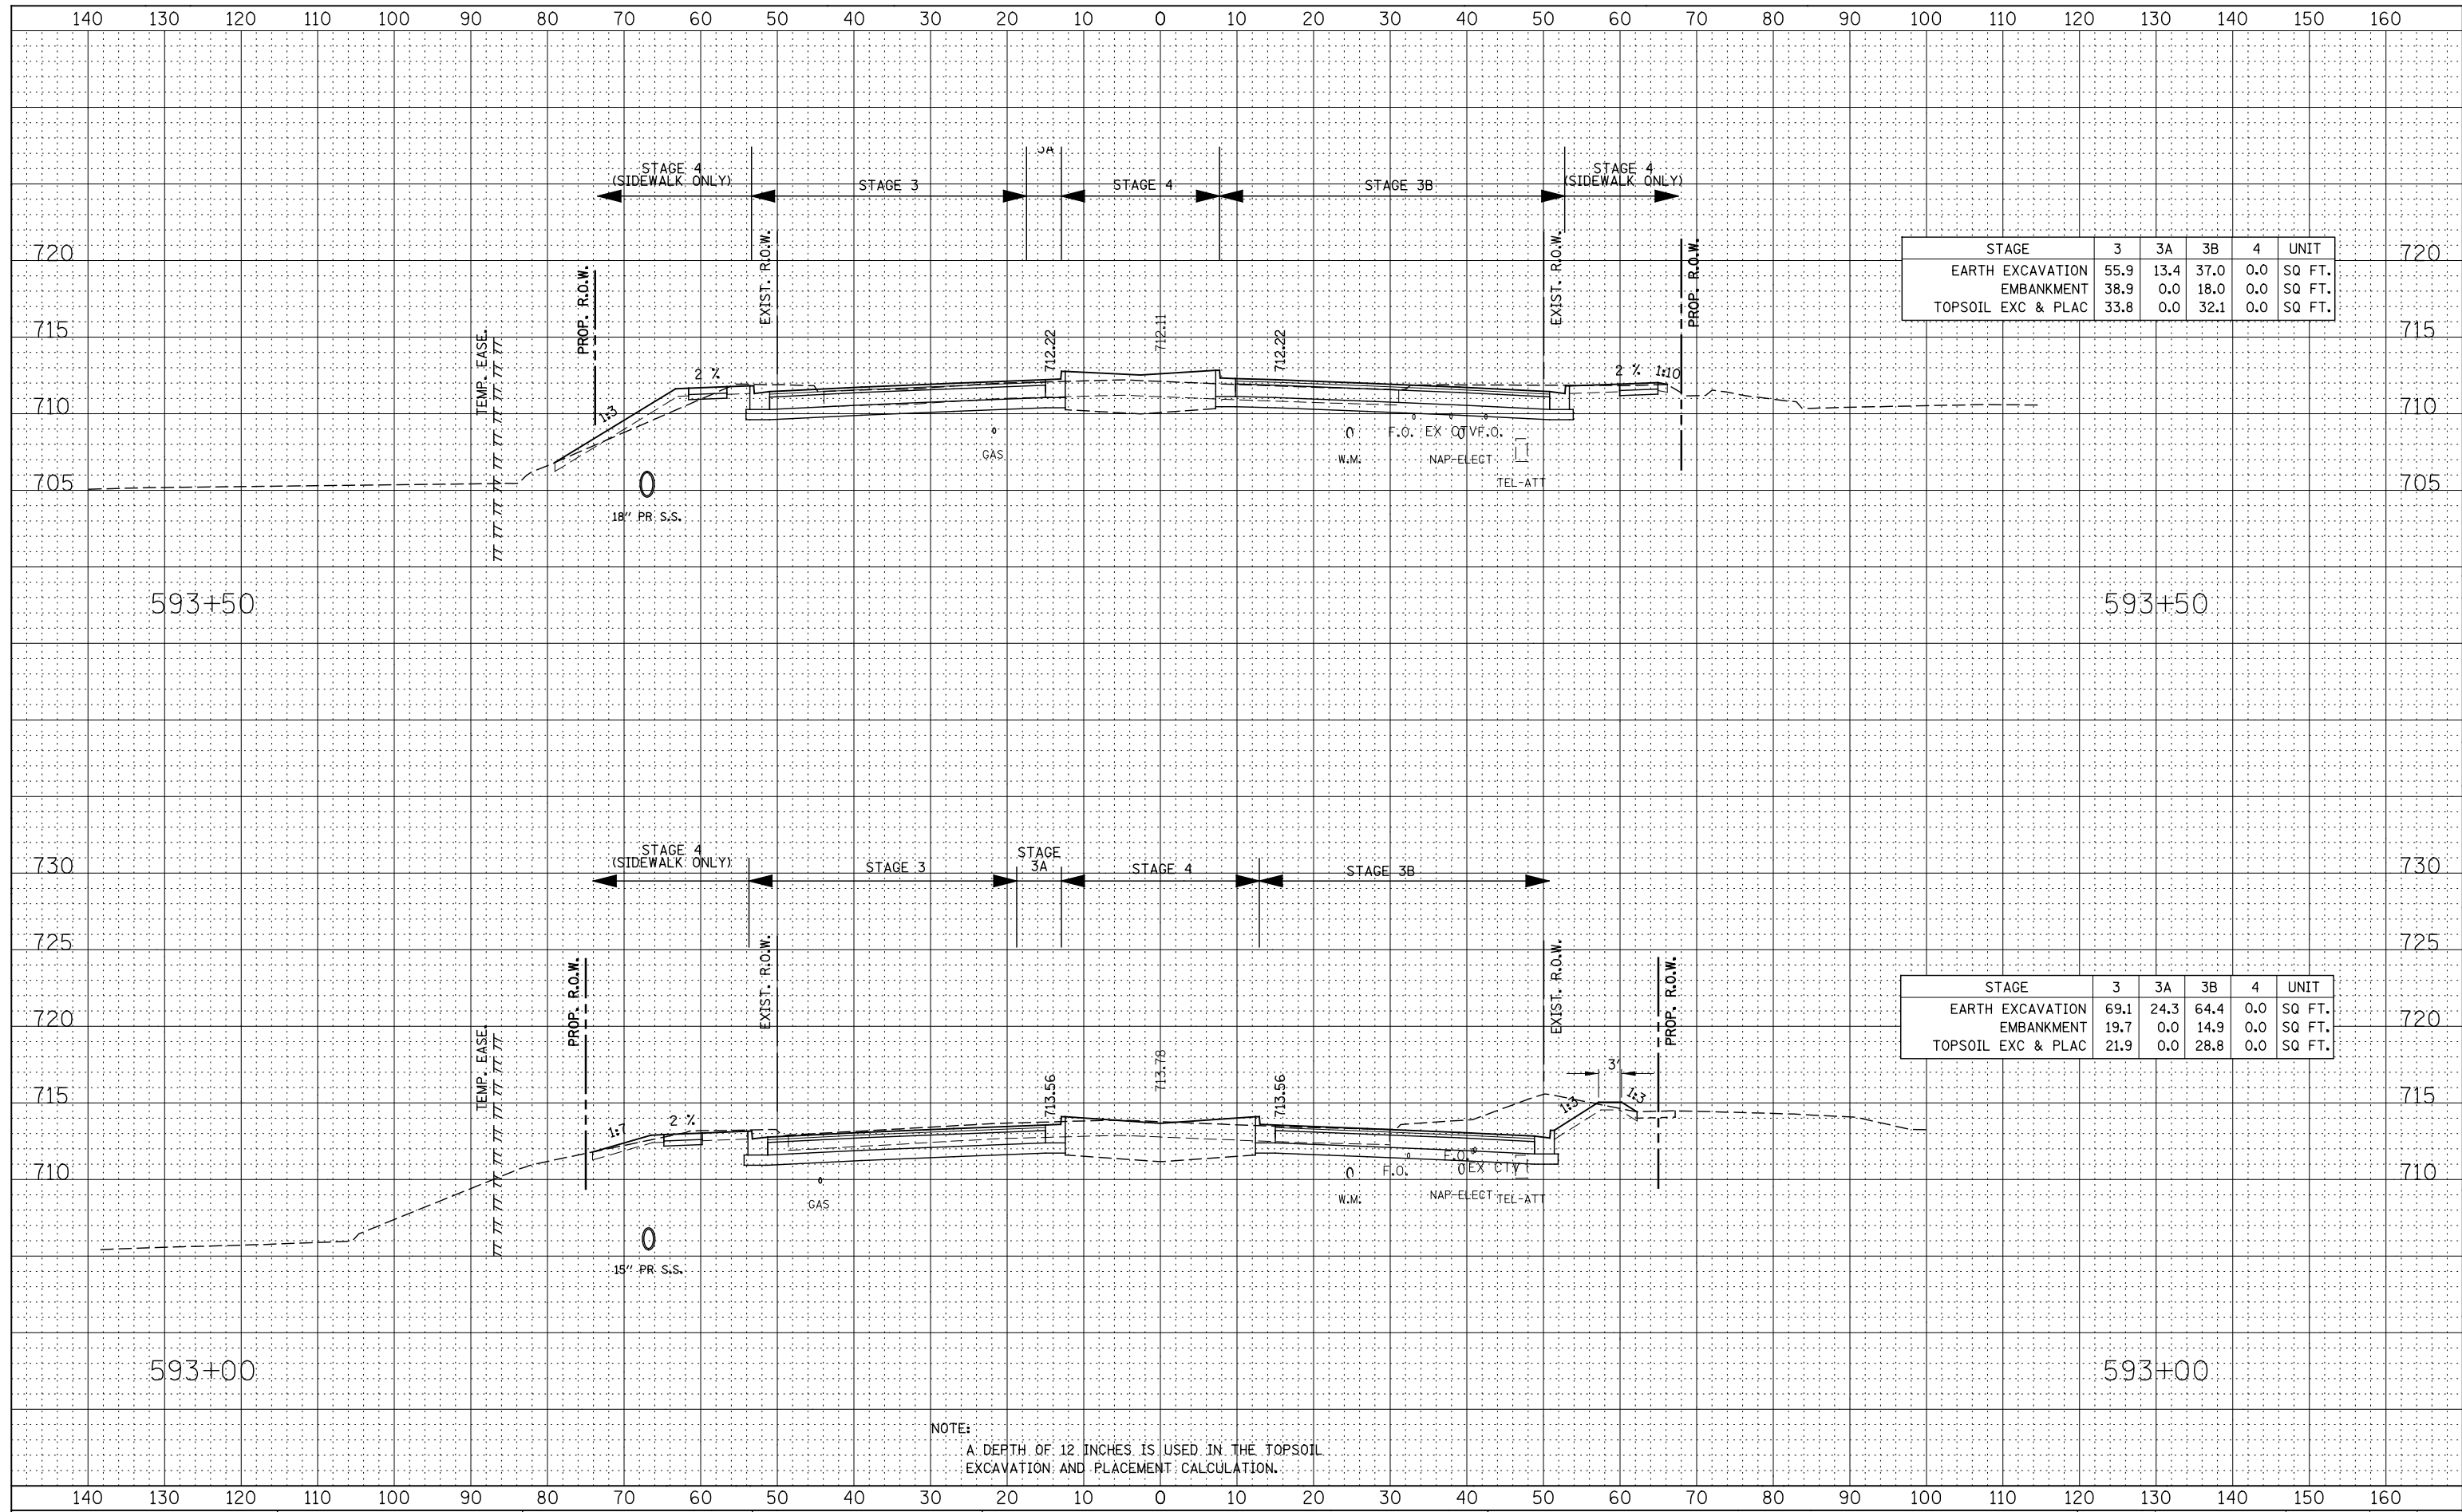 140 130 120 110 100 90 80 70 60 50 40 30 20 10 0 10 20 30 40 50 60 70 80 90 100 110 120 130 140 150 160
3A
STAGE 4
(SIDEWALK ONLY)
STAGE 3
STAGE 4
STAGE 3B
STAGE 4
(SIDEWALK ONLY)
720
715
710
705
TEMP. EASE.
PROP. R.O.W.
EXIST. R.O.W.
712.22
712.11
712.22
EXIST. R.O.W.
PROP. R.O.W.
1:3
2 %
2 %
1:10
GAS
W.M.
F.O.
EX CTV
F.O.
NAP-ELECT
TEL-ATT
18" PR S.S.
STAGE 3 3A 3B 4 UNIT
EARTH EXCAVATION 55.9 13.4 37.0 0.0 SQ FT.
EMBANKMENT 38.9 0.0 18.0 0.0 SQ FT.
TOPSOIL EXC & PLAC 33.8 0.0 32.1 0.0 SQ FT.
720
715
710
705
593+50
593+50
STAGE 4
(SIDEWALK ONLY)
STAGE 3
STAGE
3A
STAGE 4
STAGE 3B
730
725
720
715
710
TEMP. EASE.
PROP. R.O.W.
EXIST. R.O.W.
713.56
713.78
713.56
EXIST. R.O.W.
PROP. R.O.W.
1:7
2 %
1:3
3'
1:3
GAS
W.M.
F.O.
F.O.
EX CTV
NAP-ELECT
TEL-ATT
15" PR S.S.
STAGE 3 3A 3B 4 UNIT
EARTH EXCAVATION 69.1 24.3 64.4 0.0 SQ FT.
EMBANKMENT 19.7 0.0 14.9 0.0 SQ FT.
TOPSOIL EXC & PLAC 21.9 0.0 28.8 0.0 SQ FT.
730
725
720
715
710
593+00
593+00
NOTE:
A DEPTH OF 12 INCHES IS USED IN THE TOPSOIL
EXCAVATION AND PLACEMENT CALCULATION.
140 130 120 110 100 90 80 70 60 50 40 30 20 10 0 10 20 30 40 50 60 70 80 90 100 110 120 130 140 150 160